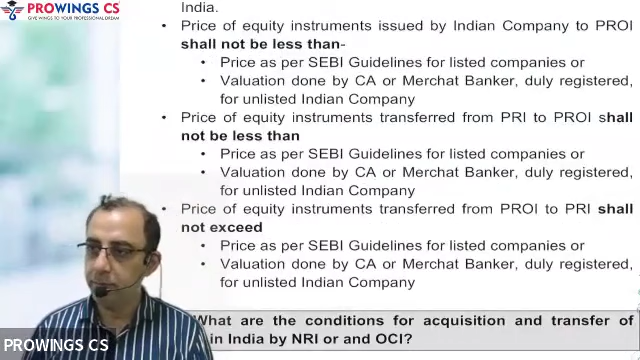 PROWINGS CS
GIVE WINGS TO YOUR PROFESSIONAL DREAM
India.
• Price of equity instruments issued by Indian Company to PROI
shall not be less than-
• Price as per SEBI Guidelines for listed companies or
• Valuation done by CA or Merchat Banker, duly registered,
for unlisted Indian Company
• Price of equity instruments transferred from PRI to PROI shall
not be less than
• Price as per SEBI Guidelines for listed companies or
• Valuation done by CA or Merchat Banker, duly registered,
for unlisted Indian Company
• Price of equity instruments transferred from PROI to PRI shall
not exceed
• Price as per SEBI Guidelines for listed companies or
• Valuation done by CA or Merchat Banker, duly registered,
for unlisted Indian Company
What are the conditions for acquisition and transfer of
in India by NRI or and OCI?
PROWINGS CS